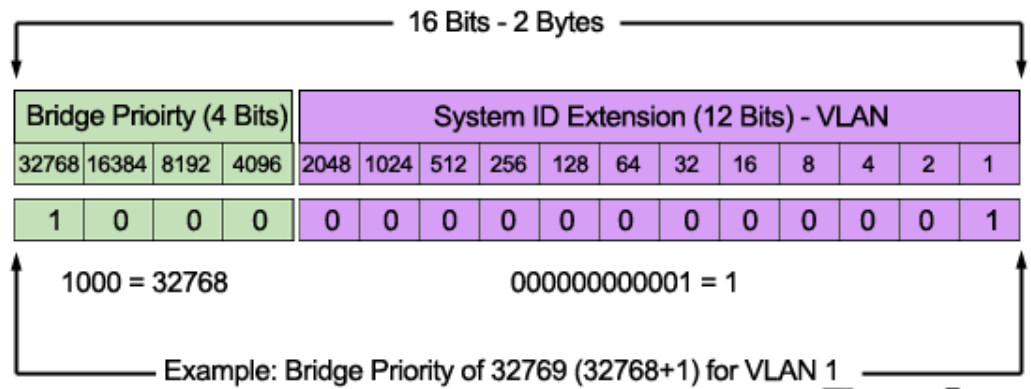 16 Bits - 2 Bytes
Bridge Prioirty (4 Bits) System ID Extension (12 Bits) - VLAN
32768 16384 8192 4096 2048 1024 512 256 128 64 32 16 8 4 2 1
1 0 0 0 0 0 0 0 0 0 0 0 0 0 0 1
1000 = 32768 000000000001 = 1
Example: Bridge Priority of 32769 (32768+1) for VLAN 1